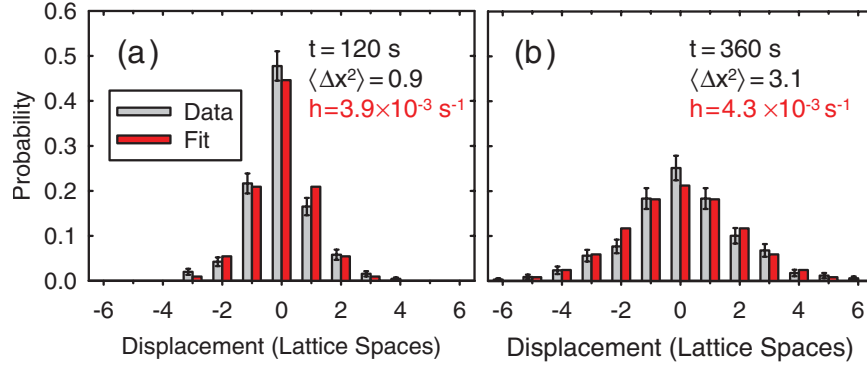 (a)
t = 120 s
⟨Δx²⟩ = 0.9
h=3.9×10⁻³ s⁻¹
Data
Fit
(b)
t = 360 s
⟨Δx²⟩ = 3.1
h=4.3 ×10⁻³ s⁻¹
Probability
0.6
0.5
0.4
0.3
0.2
0.1
0.0
-6 -4 -2 0 2 4 6
-6 -4 -2 0 2 4 6
Displacement (Lattice Spaces)
Displacement (Lattice Spaces)